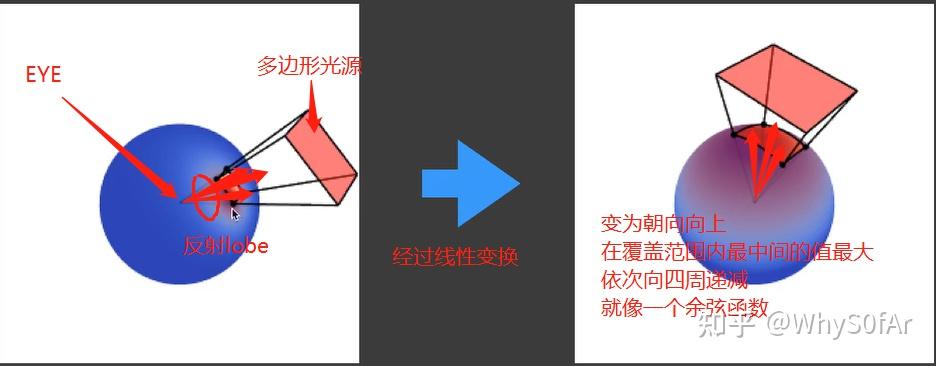 EYE
多边形光源
反射lobe
经过线性变换
变为朝向向上
在覆盖范围内最中间的值最大
依次向四周递减
就像一个余弦函数
知乎 @WhyS0fAr